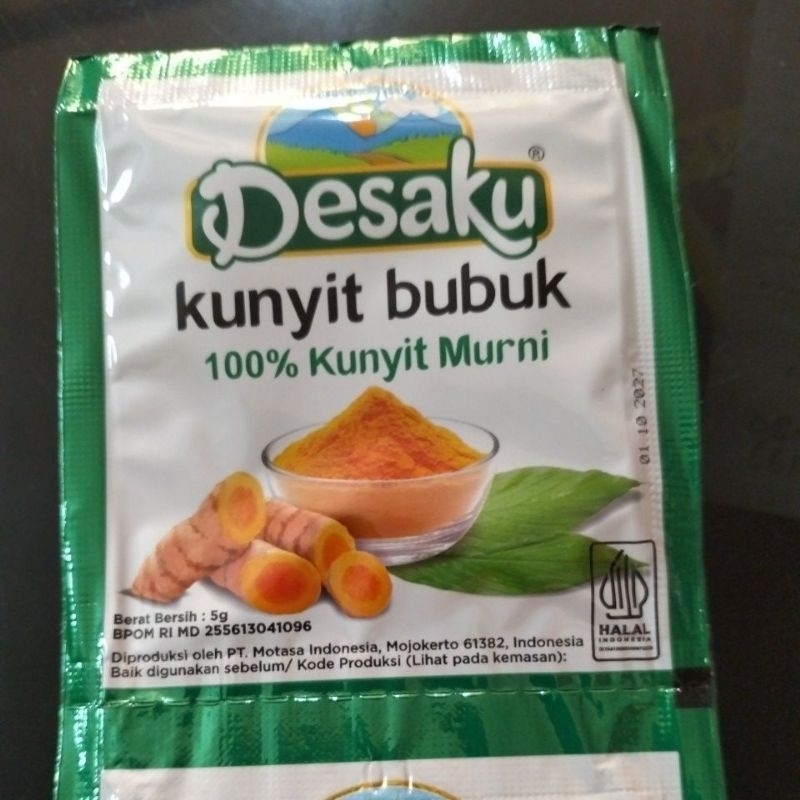 Desaku ®
kunyit bubuk
100% Kunyit Murni
01 10 2027
Berat Bersih : 5g
BPOM RI MD 255613041096
HALAL
INDONESIA
Diproduksi oleh PT. Motasa Indonesia, Mojokerto 61382, Indonesia
Baik digunakan sebelum/ Kode Produksi (Lihat pada kemasan):